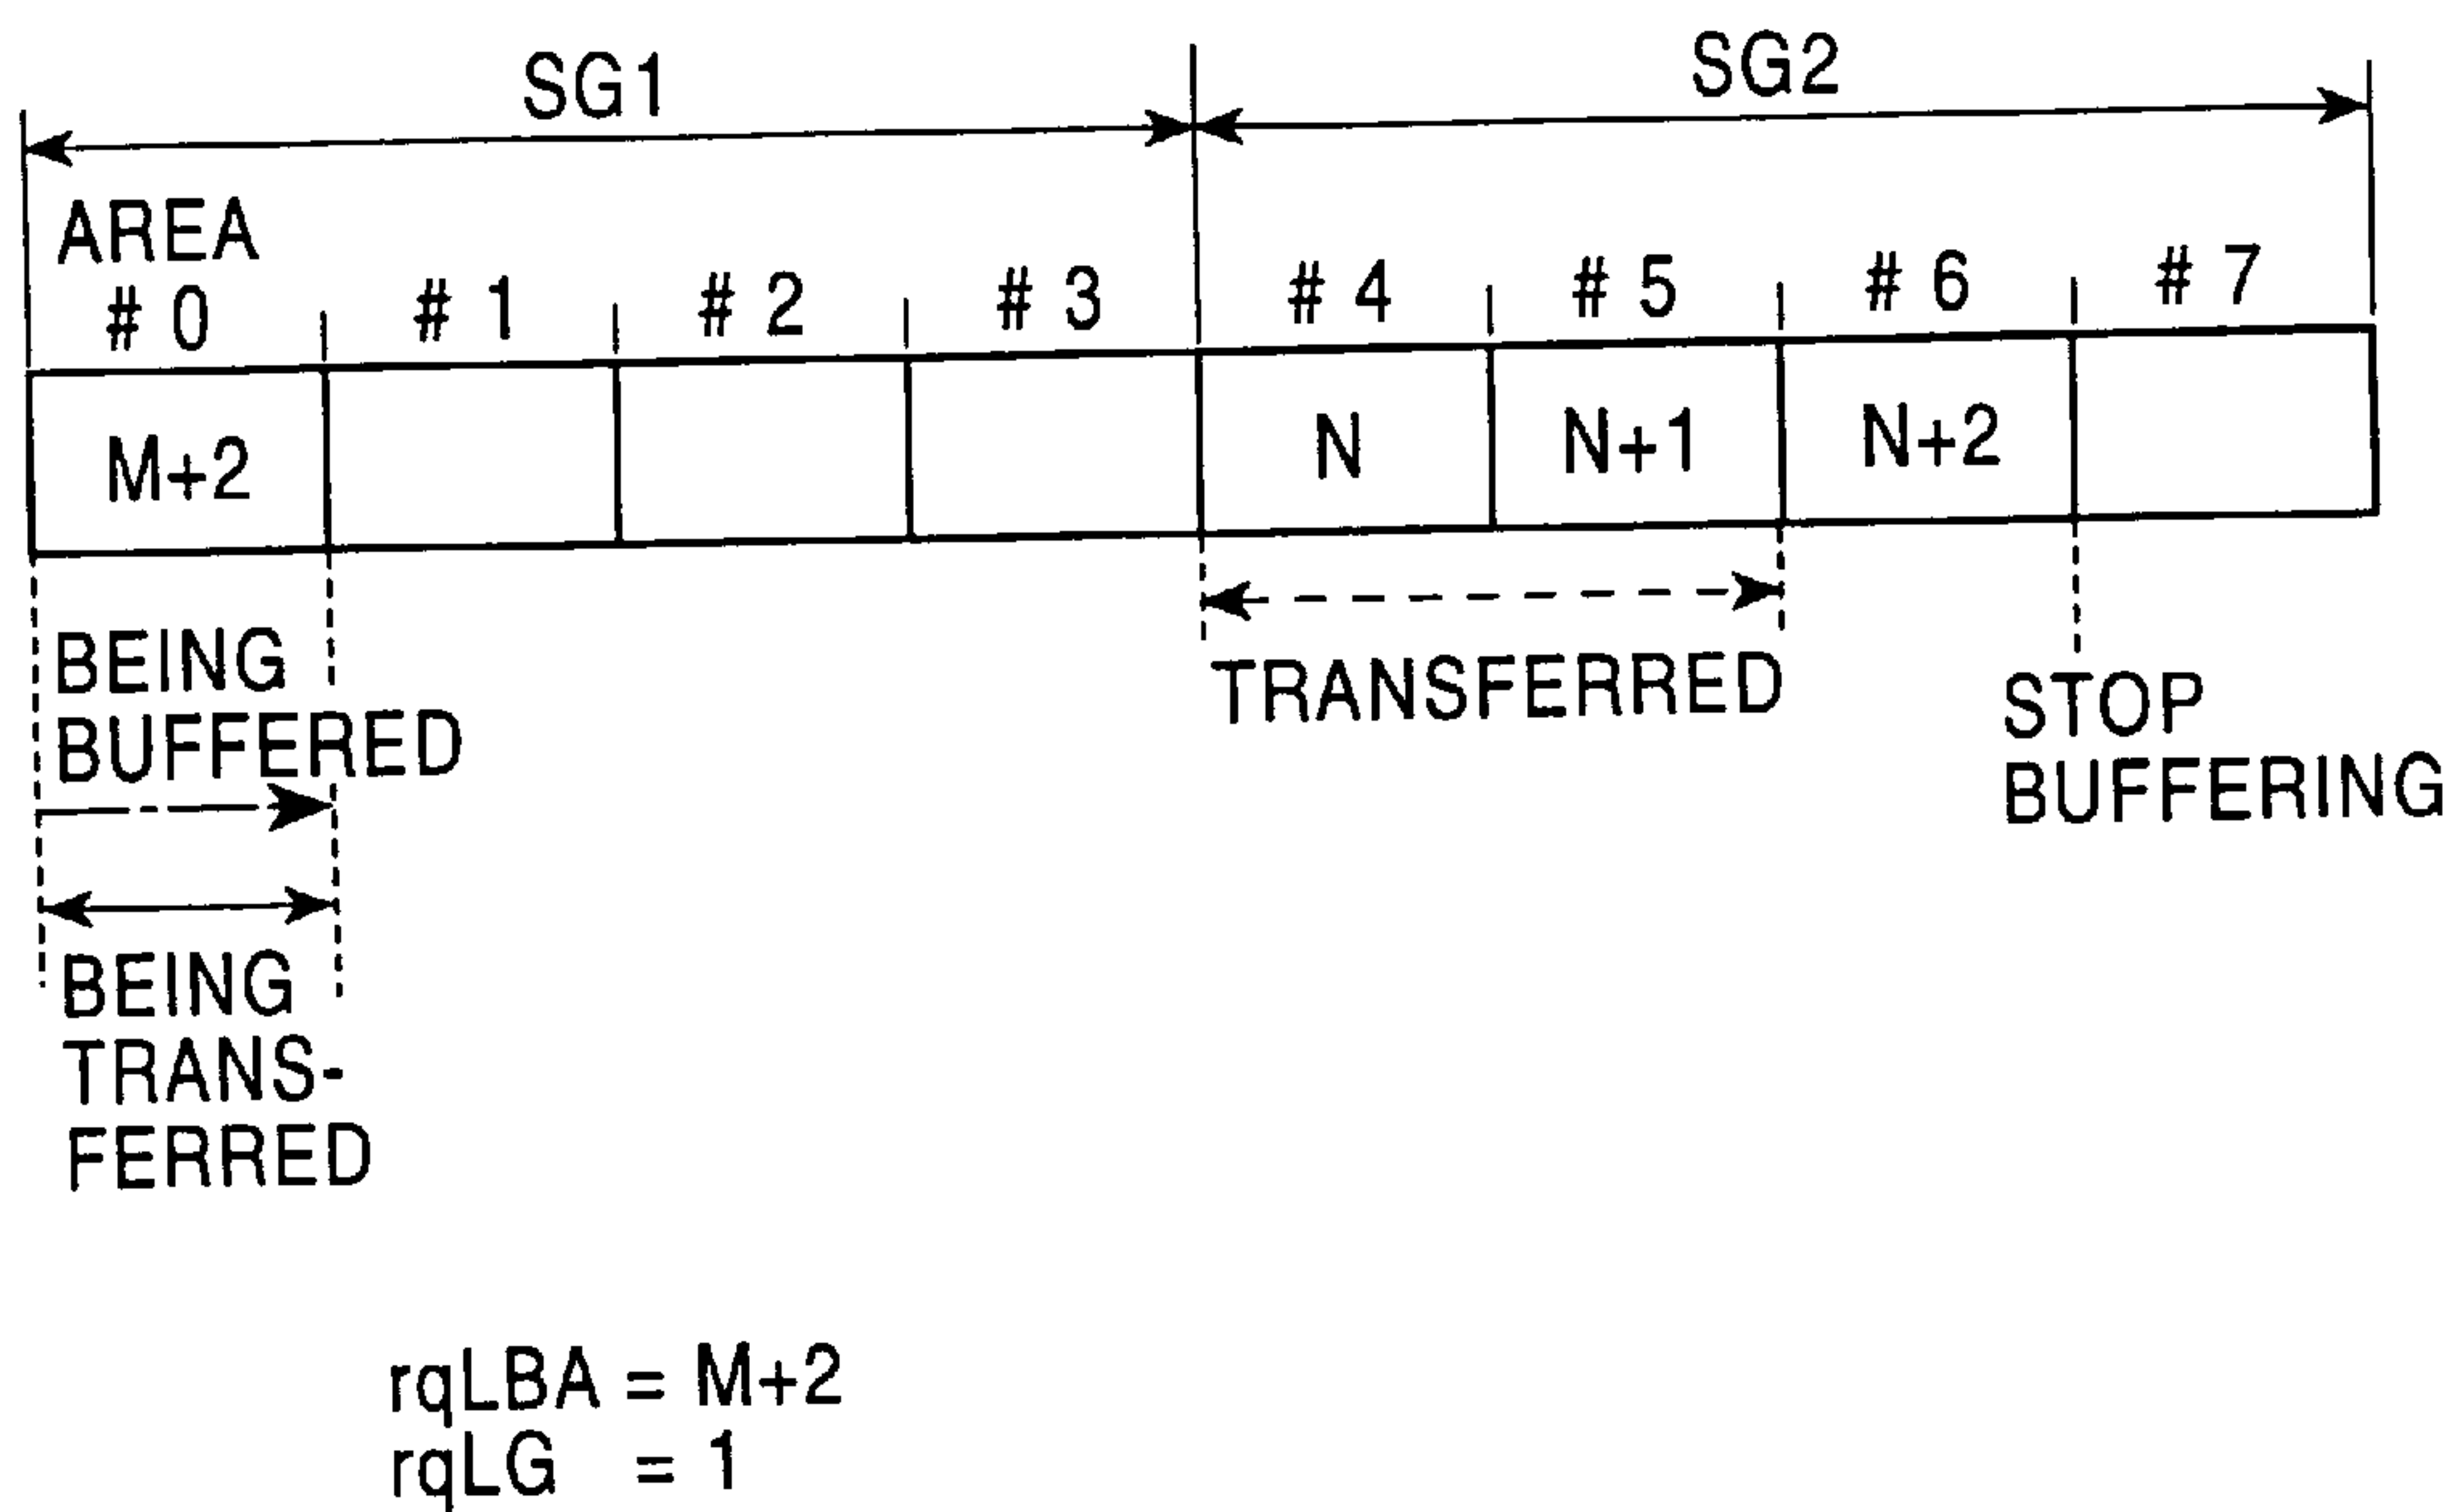 SG1 SG2
AREA
# 0 # 1 # 2 # 3 # 4 # 5 # 6 # 7
M+2 N N+1 N+2
BEING
BUFFERED
TRANSFERRED
STOP
BUFFERING
BEING
TRANS-
FERRED
rqLBA = M+2
rqLG = 1